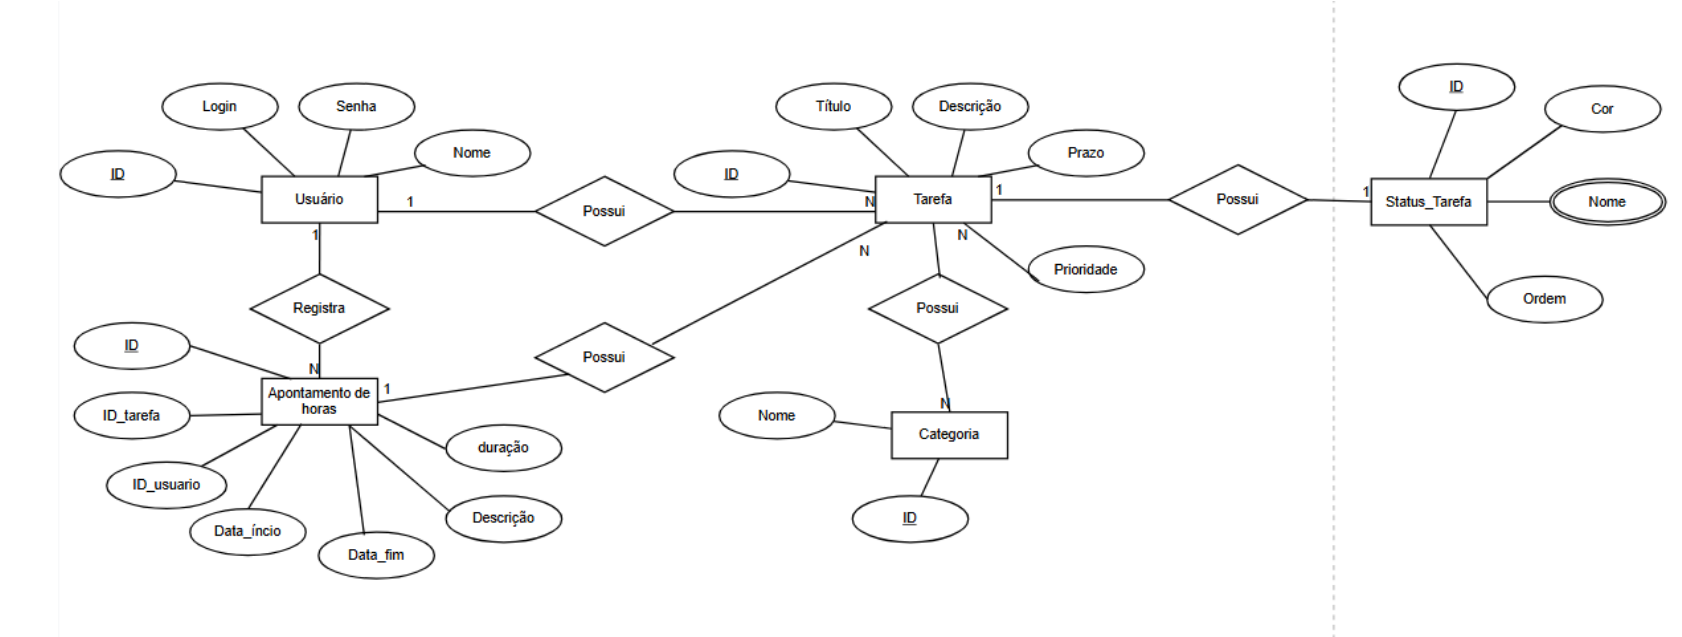 ID
Cor
Login
Senha
Título
Descrição
Nome
Prazo
ID
ID
Usuário
1
Possui
N
Tarefa
1
Possui
1
Status_Tarefa
Nome
1
N
N
Prioridade
Ordem
Registra
Possui
ID
Possui
N
1
Apontamento de
horas
N
ID_tarefa
Nome
Categoria
duração
ID_usuario
Descrição
ID
Data_íncio
Data_fim